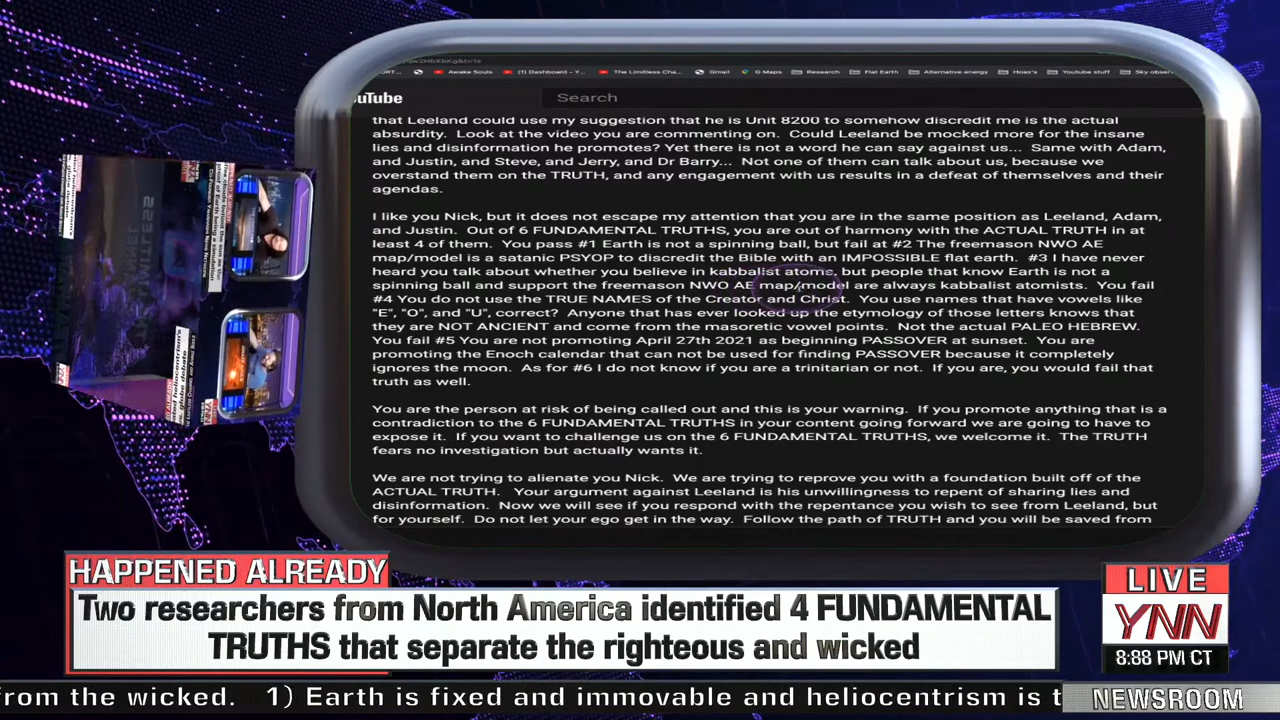 qw2HlxXbKg&t=1s
Awake Souls
(1) Dashboard - Y...
The Limitless Cha...
Gmail
G Maps
Research
Flat Earth
Alternative energy
Hoax's
Youtube stuff
Sky obser
uTube
Search
that Leeland could use my suggestion that he is Unit 8200 to somehow discredit me is the actual
absurdity. Look at the video you are commenting on. Could Leeland be mocked more for the insane
lies and disinformation he promotes? Yet there is not a word he can say against us... Same with Adam,
and Justin, and Steve, and Jerry, and Dr Barry... Not one of them can talk about us, because we
overstand them on the TRUTH, and any engagement with us results in a defeat of themselves and their
agendas.
I like you Nick, but it does not escape my attention that you are in the same position as Leeland, Adam,
and Justin. Out of 6 FUNDAMENTAL TRUTHS, you are out of harmony with the ACTUAL TRUTH in at
least 4 of them. You pass #1 Earth is not a spinning ball, but fail at #2 The freemason NWO AE
map/model is a satanic PSYOP to discredit the Bible with an IMPOSSIBLE flat earth. #3 I have never
heard you talk about whether you believe in kabbalist atoms, but people that know Earth is not a
spinning ball and support the freemason NWO AE map/model are always kabbalist atomists. You fail
#4 You do not use the TRUE NAMES of the Creator and Christ. You use names that have vowels like
"E", "O", and "U", correct? Anyone that has ever looked into the etymology of those letters knows that
they are NOT ANCIENT and come from the masoretic vowel points. Not the actual PALEO HEBREW.
You fail #5 You are not promoting April 27th 2021 as beginning PASSOVER at sunset. You are
promoting the Enoch calendar that can not be used for finding PASSOVER because it completely
ignores the moon. As for #6 I do not know if you are a trinitarian or not. If you are, you would fail that
truth as well.
You are the person at risk of being called out and this is your warning. If you promote anything that is a
contradiction to the 6 FUNDAMENTAL TRUTHS in your content going forward we are going to have to
expose it. If you want to challenge us on the 6 FUNDAMENTAL TRUTHS, we welcome it. The TRUTH
fears no investigation but actually wants it.
We are not trying to alienate you Nick. We are trying to reprove you with a foundation built off of the
ACTUAL TRUTH. Your argument against Leeland is his unwillingness to repent of sharing lies and
disinformation. Now we will see if you respond with the repentance you wish to see from Leeland, but
for yourself. Do not let your ego get in the way. Follow the path of TRUTH and you will be saved from
HAPPENED ALREADY
Two researchers from North America identified 4 FUNDAMENTAL
TRUTHS that separate the righteous and wicked
LIVE
YNN
8:88 PM CT
from the wicked. 1) Earth is fixed and immovable and heliocentrism is t
NEWSROOM